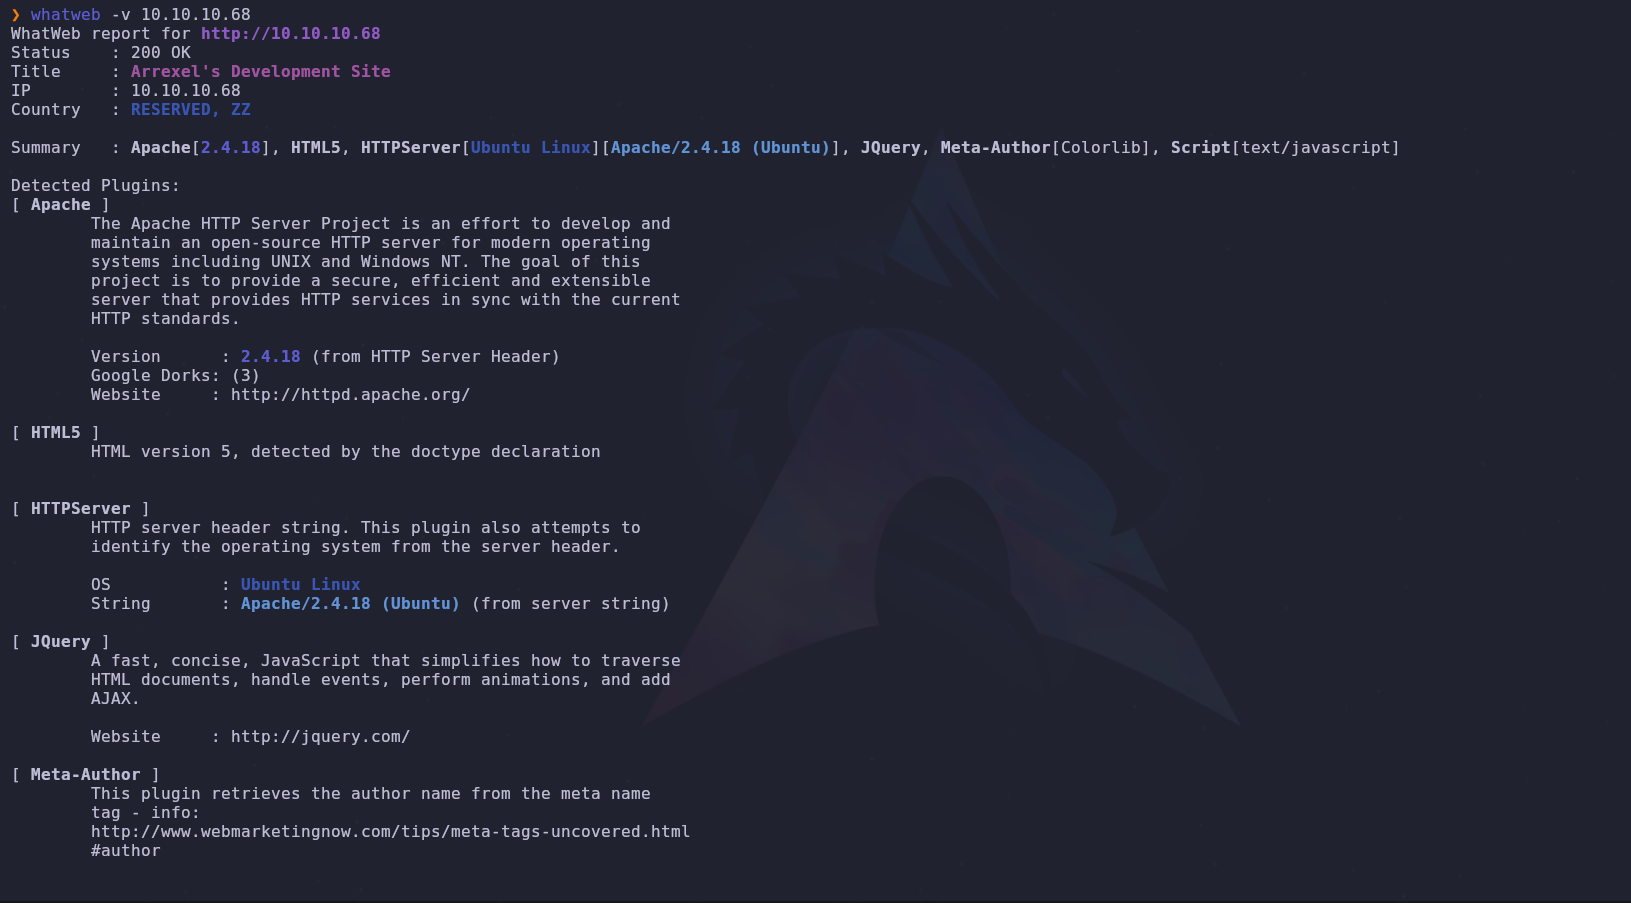 ❯ whatweb -v 10.10.10.68
WhatWeb report for http://10.10.10.68
Status    : 200 OK
Title     : Arrexel's Development Site
IP        : 10.10.10.68
Country   : RESERVED, ZZ
Summary   : Apache[2.4.18], HTML5, HTTPServer[Ubuntu Linux][Apache/2.4.18 (Ubuntu)], JQuery, Meta-Author[Colorlib], Script[text/javascript]
Detected Plugins:
[ Apache ]
        The Apache HTTP Server Project is an effort to develop and
        maintain an open-source HTTP server for modern operating
        systems including UNIX and Windows NT. The goal of this
        project is to provide a secure, efficient and extensible
        server that provides HTTP services in sync with the current
        HTTP standards.
        Version      : 2.4.18 (from HTTP Server Header)
        Google Dorks: (3)
        Website     : http://httpd.apache.org/
[ HTML5 ]
        HTML version 5, detected by the doctype declaration
[ HTTPServer ]
        HTTP server header string. This plugin also attempts to
        identify the operating system from the server header.
        OS           : Ubuntu Linux
        String       : Apache/2.4.18 (Ubuntu) (from server string)
[ JQuery ]
        A fast, concise, JavaScript that simplifies how to traverse
        HTML documents, handle events, perform animations, and add
        AJAX.
        Website     : http://jquery.com/
[ Meta-Author ]
        This plugin retrieves the author name from the meta name
        tag - info:
        http://www.webmarketingnow.com/tips/meta-tags-uncovered.html
        #author